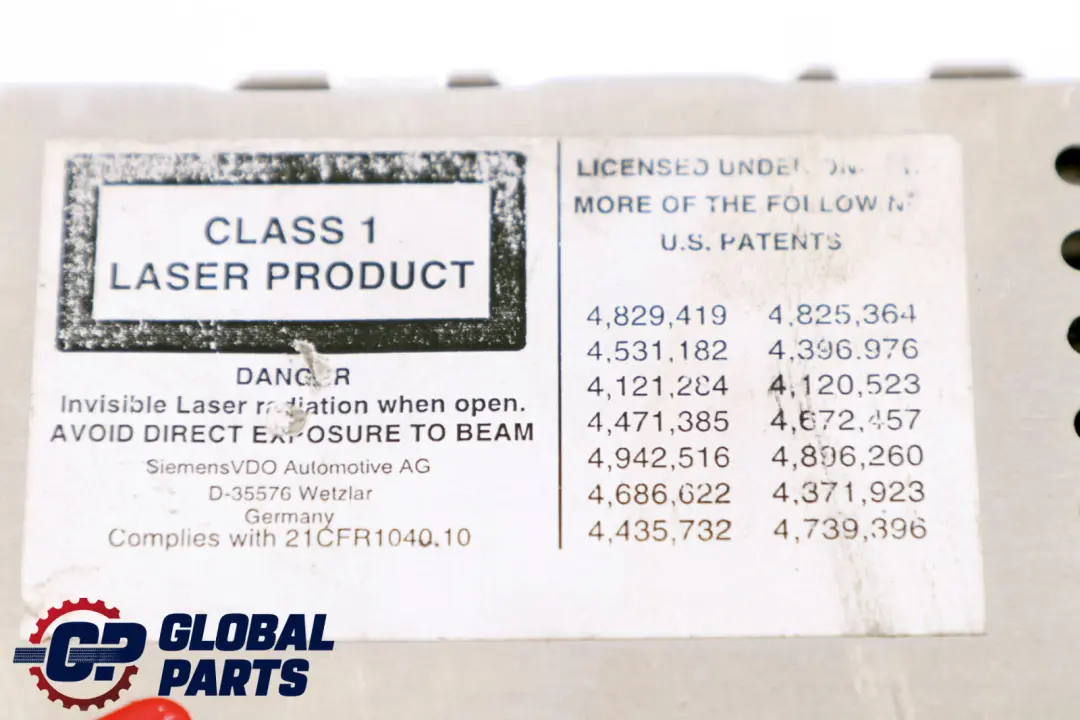 CLASS 1
LASER PRODUCT
DANGER
Invisible Laser radiation when open.
AVOID DIRECT EXPOSURE TO BEAM
SiemensVDO Automotive AG
D-35576 Wetzlar
Germany
Complies with 21CFR1040.10
LICENSED UNDER
MORE OF THE FOLLOWING
U.S. PATENTS
4,829,419 4,825,364
4,531,182 4,396.976
4,121,284 4,120,523
4,471,385 4,672,457
4,942,516 4,896,260
4,686,622 4,371,923
4,435,732 4,739,396
GP GLOBAL
PARTS